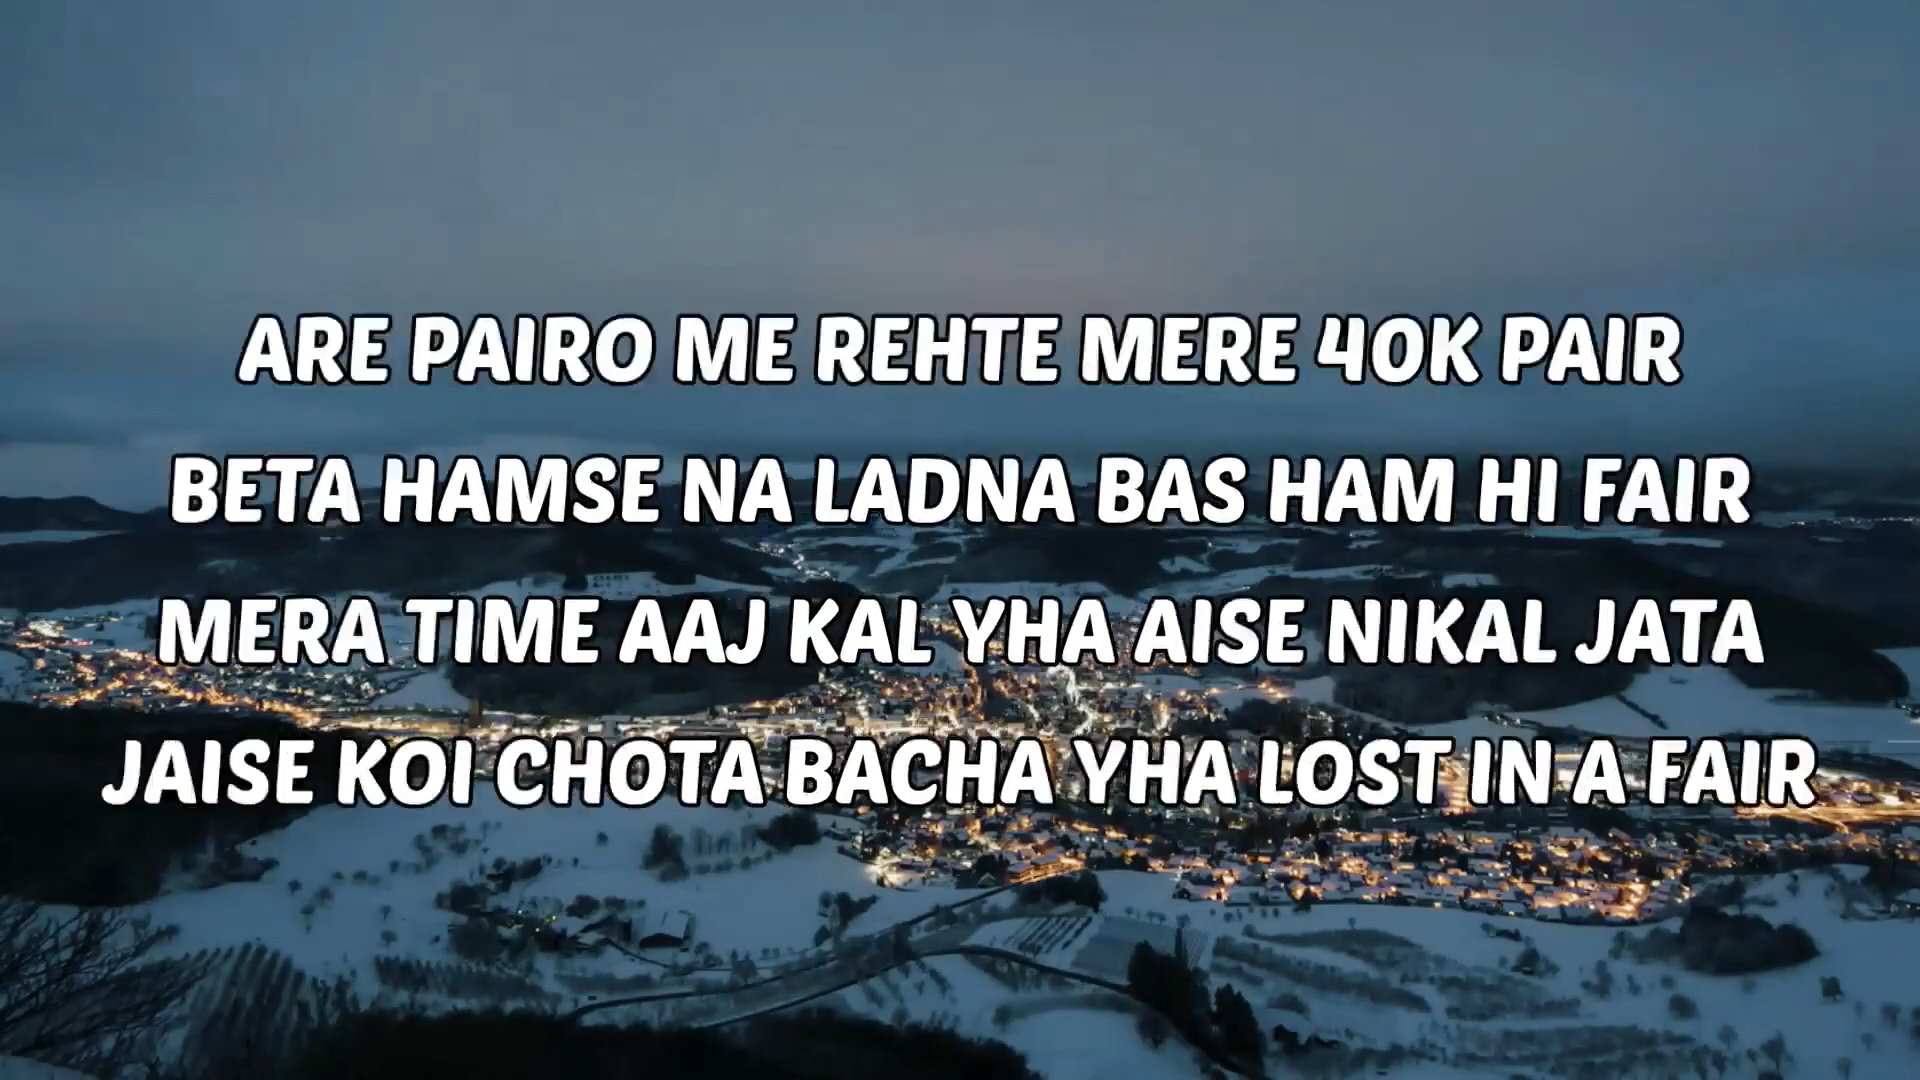 ARE PAIRO ME REHTE MERE 40K PAIR
BETA HAMSE NA LADNA BAS HAM HI FAIR
MERA TIME AAJ KAL YHA AISE NIKAL JATA
JAISE KOI CHOTA BACHA YHA LOST IN A FAIR